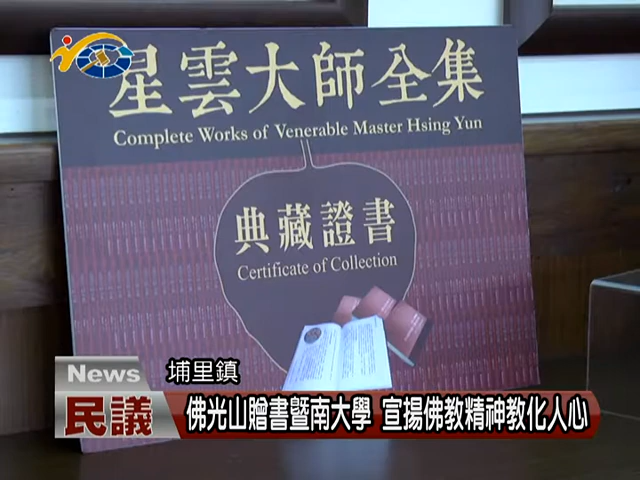 星雲大師全集
Complete Works of Venerable Master Hsing Yun
典藏證書
Certificate of Collection
News
埔里鎮
民議
佛光山贈書暨南大學 宣揚佛教精神教化人心